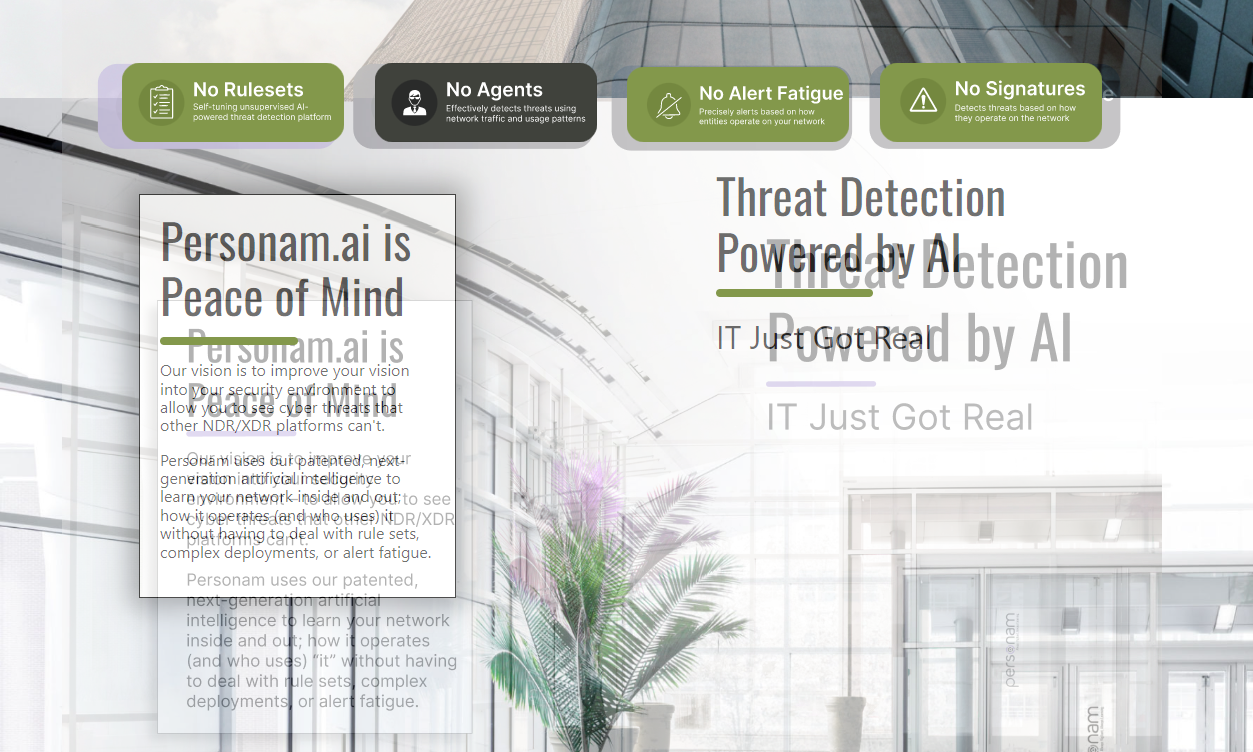 No Rulesets
Self-tuning unsupervised AI-
powered threat detection platform
No Agents
Effectively detects threats using
network traffic and usage patterns
No Alert Fatigue
Precisely alerts based on how
entities operate on your network
No Signatures
Detects threats based on how
they operate on the network
Personam.ai is
Peace of Mind
Our vision is to improve your vision
into your security environment to
allow you to see cyber threats that
other NDR/XDR platforms can't.
Personam uses our patented, next-
generation artificial intelligence to
learn your network inside and out;
how it operates (and who uses) it
without having to deal with rule sets,
complex deployments, or alert fatigue.
Personam.ai is
Peace of Mind
Our vision is to improve your
vision into your security
environment – to allow you to see
cyber threats that other NDR/XDR
platforms can't.
Personam uses our patented,
next-generation artificial
intelligence to learn your network
inside and out; how it operates
(and who uses) “it” without having
to deal with rule sets, complex
deployments, or alert fatigue.
Threat Detection
Powered by AI
IT Just Got Real
Threat Detection
Powered by AI
IT Just Got Real
personam
nam